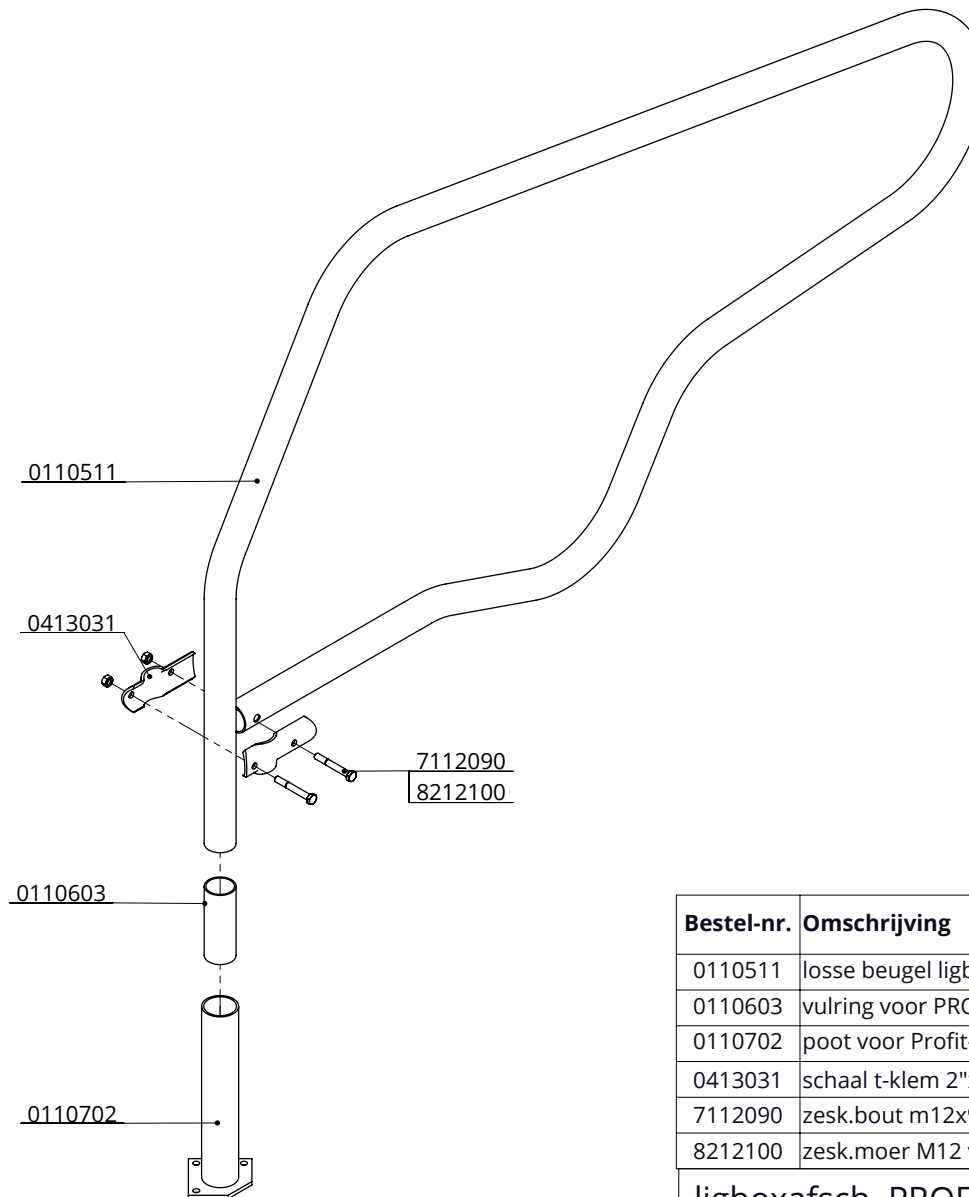 0110511
0413031
7112090
8212100
0110603
0110702
Bestel-nr. Omschrijving
0110511 losse beugel
0110603 vulring voor
0110702 poot voor
0413031 schaal t-klem
7112090 zesk.bout
8212100 zesk.moer M12
ligboxafsch.